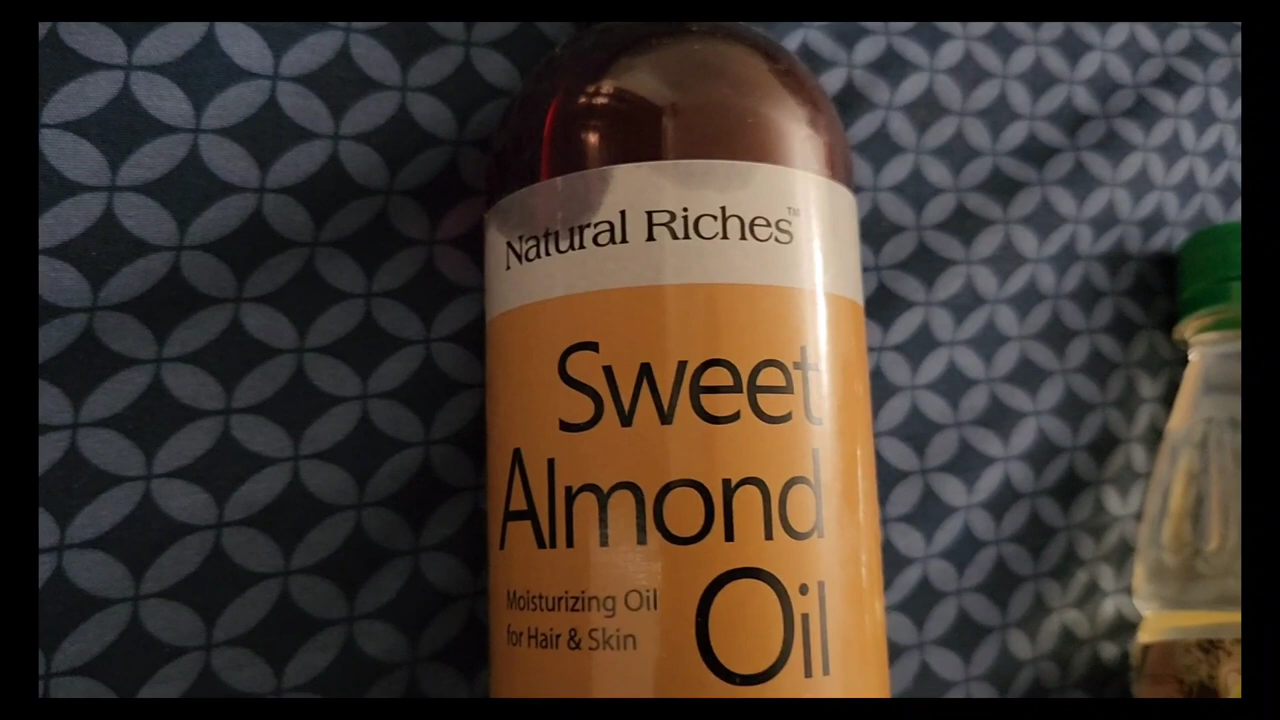 Natural Riches™
Sweet
Almond
Oil
Moisturizing Oil
for Hair & Skin